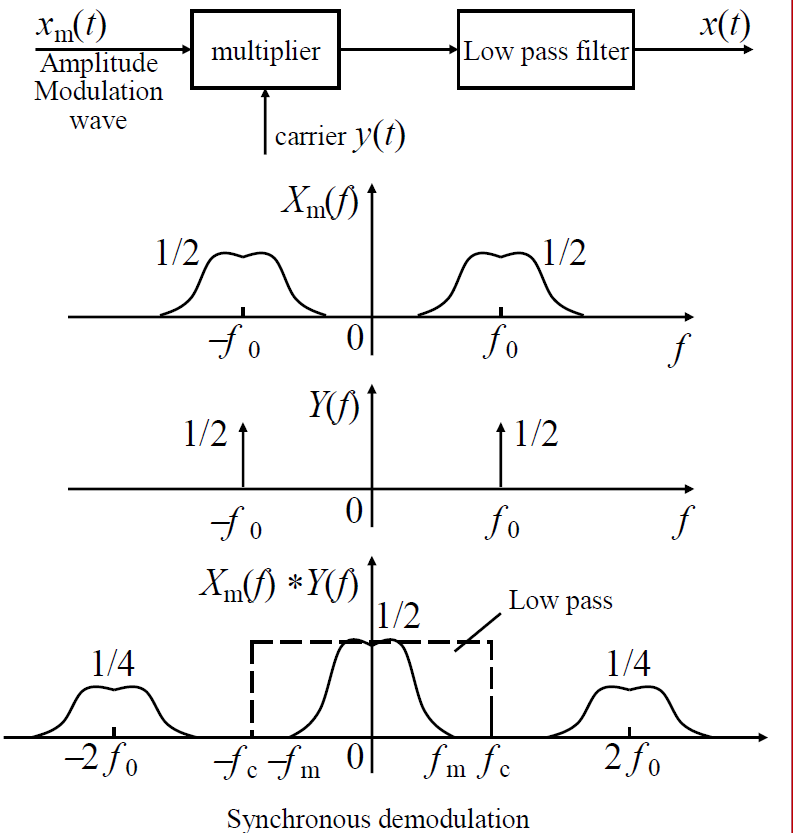 xₘ(t)
x(t)
multiplier
Low pass filter
Amplitude
Modulation
wave
carrier y(t)
Xₘ(f)
1/2
1/2
–f₀
0
f₀
f
Y(f)
1/2
1/2
–f₀
0
f₀
f
Xₘ(f) *Y(f)
Low pass
1/2
1/4
1/4
–2f₀
–f_c
–fₘ
0
fₘ
f_c
2f₀
Synchronous demodulation